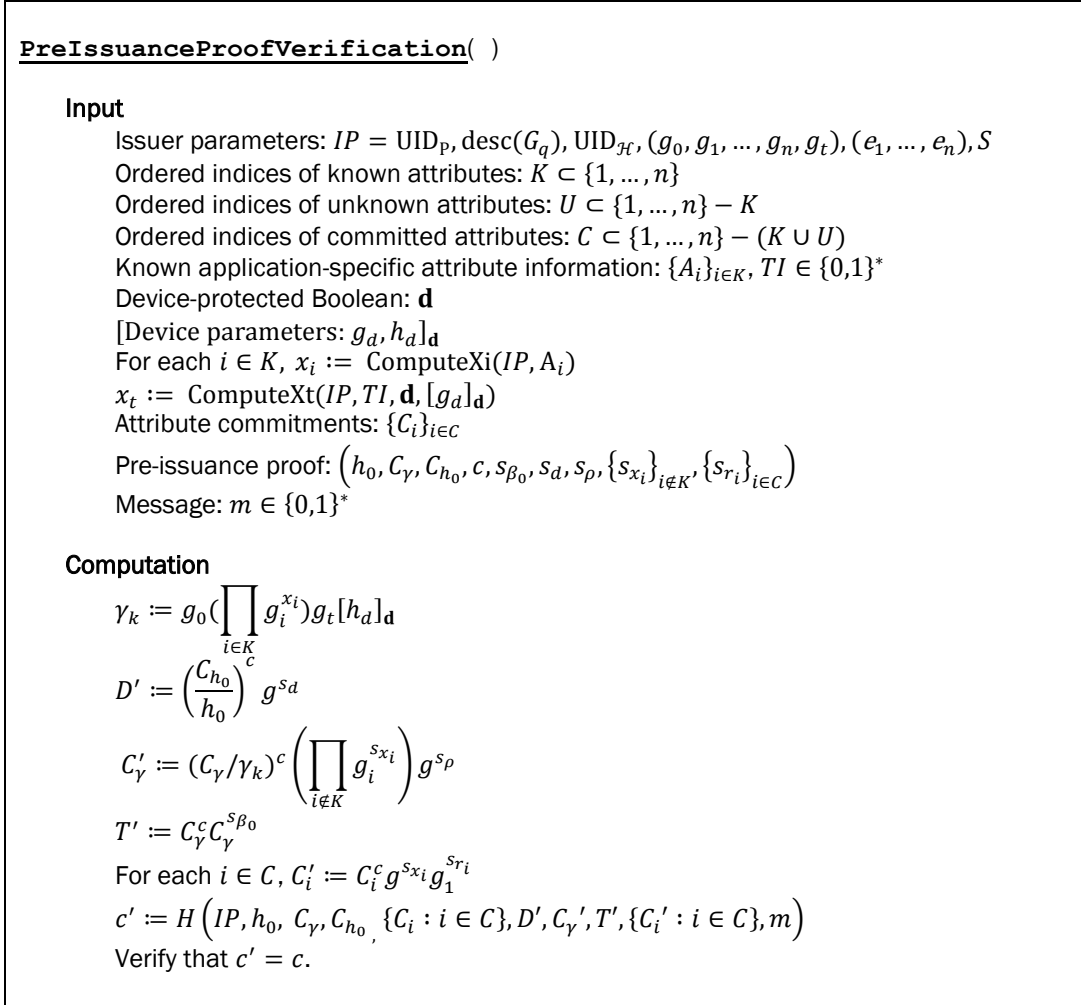 PreIssuanceProofVerification( )
Input
Issuer parameters: 𝐼𝑃 = UID_P, desc(𝐺_𝑞), UID_ℋ, (𝑔_0, 𝑔_1, … , 𝑔_𝑛, 𝑔_𝑡), (𝑒_1, … , 𝑒_𝑛), 𝑆
Ordered indices of known attributes: 𝐾 ⊂ {1, … , 𝑛}
Ordered indices of unknown attributes: 𝑈 ⊂ {1, … , 𝑛} − 𝐾
Ordered indices of committed attributes: 𝐶 ⊂ {1, … , 𝑛} − (𝐾 ∪ 𝑈)
Known application-specific attribute information: {𝐴_𝑖}_{𝑖∈𝐾}, 𝑇𝐼 ∈ {0,1}^*
Device-protected Boolean: 𝐝
[Device parameters: 𝑔_𝑑, ℎ_𝑑]_𝐝
For each 𝑖 ∈ 𝐾, 𝑥_𝑖 := ComputeXi(𝐼𝑃, A_𝑖)
𝑥_𝑡 := ComputeXt(𝐼𝑃, 𝑇𝐼, 𝐝, [𝑔_𝑑]_𝐝)
Attribute commitments: {𝐶_𝑖}_{𝑖∈𝐶}
Pre-issuance proof: (ℎ_0, 𝐶_𝛾, 𝐶_{ℎ_0}, 𝑐, 𝑠_{𝛽_0}, 𝑠_𝑑, 𝑠_𝜌, {𝑠_{𝑥_𝑖}}_{𝑖∉𝐾}, {𝑠_{𝑟_𝑖}}_{𝑖∈𝐶})
Message: 𝑚 ∈ {0,1}^*
Computation
𝛾_𝑘 ≔ 𝑔_0(∏_{𝑖∈𝐾} 𝑔_𝑖^{𝑥_𝑖})𝑔_𝑡[ℎ_𝑑]_𝐝
𝐷′ ≔ (𝐶_{ℎ_0}/ℎ_0)^𝑐 𝑔^{𝑠_𝑑}
𝐶_𝛾′ ≔ (𝐶_𝛾/𝛾_𝑘)^𝑐 (∏_{𝑖∉𝐾} 𝑔_𝑖^{𝑠_{𝑥_𝑖}}) 𝑔^{𝑠_𝜌}
𝑇′ ≔ 𝐶_𝛾^𝑐 𝐶_𝛾^{𝑠_{𝛽_0}}
For each 𝑖 ∈ 𝐶, 𝐶_𝑖′ ≔ 𝐶_𝑖^𝑐 𝑔^{𝑠_{𝑥_𝑖}} 𝑔_1^{𝑠_{𝑟_𝑖}}
𝑐′ ≔ 𝐻(𝐼𝑃, ℎ_0, 𝐶_𝛾, 𝐶_{ℎ_0}, {𝐶_𝑖 : 𝑖 ∈ 𝐶}, 𝐷′, 𝐶_𝛾′, 𝑇′, {𝐶_𝑖′ : 𝑖 ∈ 𝐶}, 𝑚)
Verify that 𝑐′ = 𝑐.